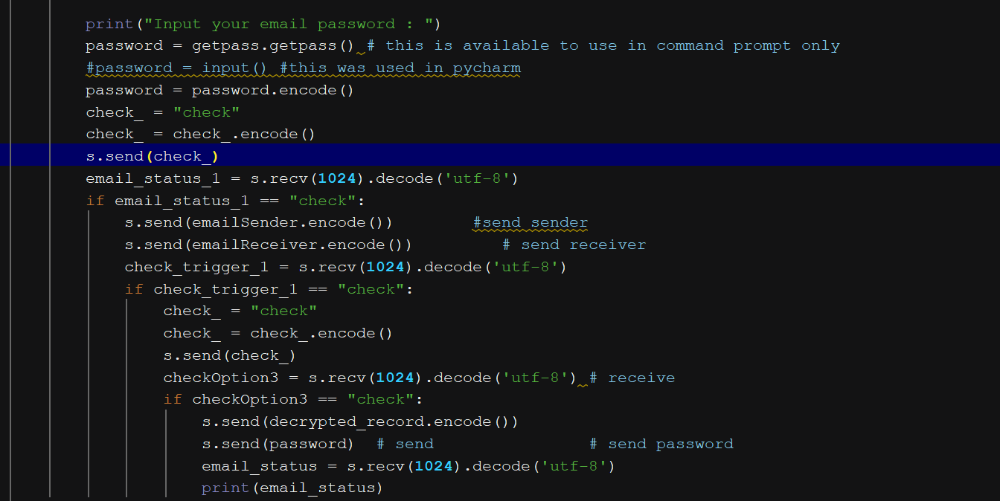 print("Input your email password : ")
password = getpass.getpass() # this is available to use in command prompt only
#password = input() #this was used in pycharm
password = password.encode()
check_ = "check"
check_ = check_.encode()
s.send(check_)
email_status_1 = s.recv(1024).decode('utf-8')
if email_status_1 == "check":
    s.send(emailSender.encode())        #send sender
    s.send(emailReceiver.encode())         # send receiver
    check_trigger_1 = s.recv(1024).decode('utf-8')
    if check_trigger_1 == "check":
        check_ = "check"
        check_ = check_.encode()
        s.send(check_)
        checkOption3 = s.recv(1024).decode('utf-8') # receive
        if checkOption3 == "check":
            s.send(decrypted_record.encode())
            s.send(password)  # send                # send password
            email_status = s.recv(1024).decode('utf-8')
            print(email_status)